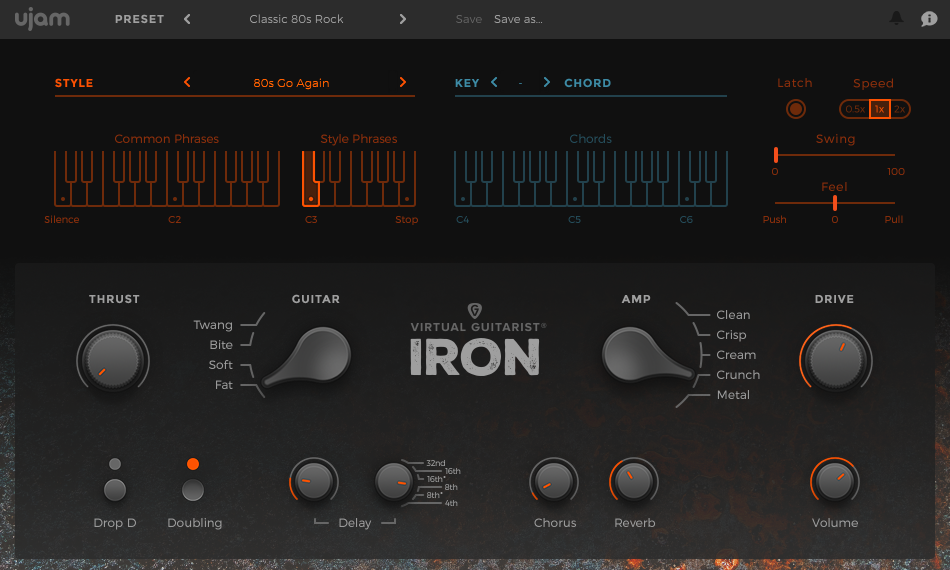 ujam PRESET Classic 80s Rock Save Save as...
STYLE 80s Go Again KEY - CHORD Latch Speed
0.5x 1x 2x
Common Phrases Style Phrases Chords Swing
0 100
Feel
Silence C2 C3 Stop C4 C5 C6 Push 0 Pull
THRUST GUITAR AMP DRIVE
Twang
Bite
Soft
Fat
G
VIRTUAL GUITARIST®
IRON
Clean
Crisp
Cream
Crunch
Metal
32nd
16th
16th*
8th
8th*
4th
Drop D Doubling Delay Chorus Reverb Volume